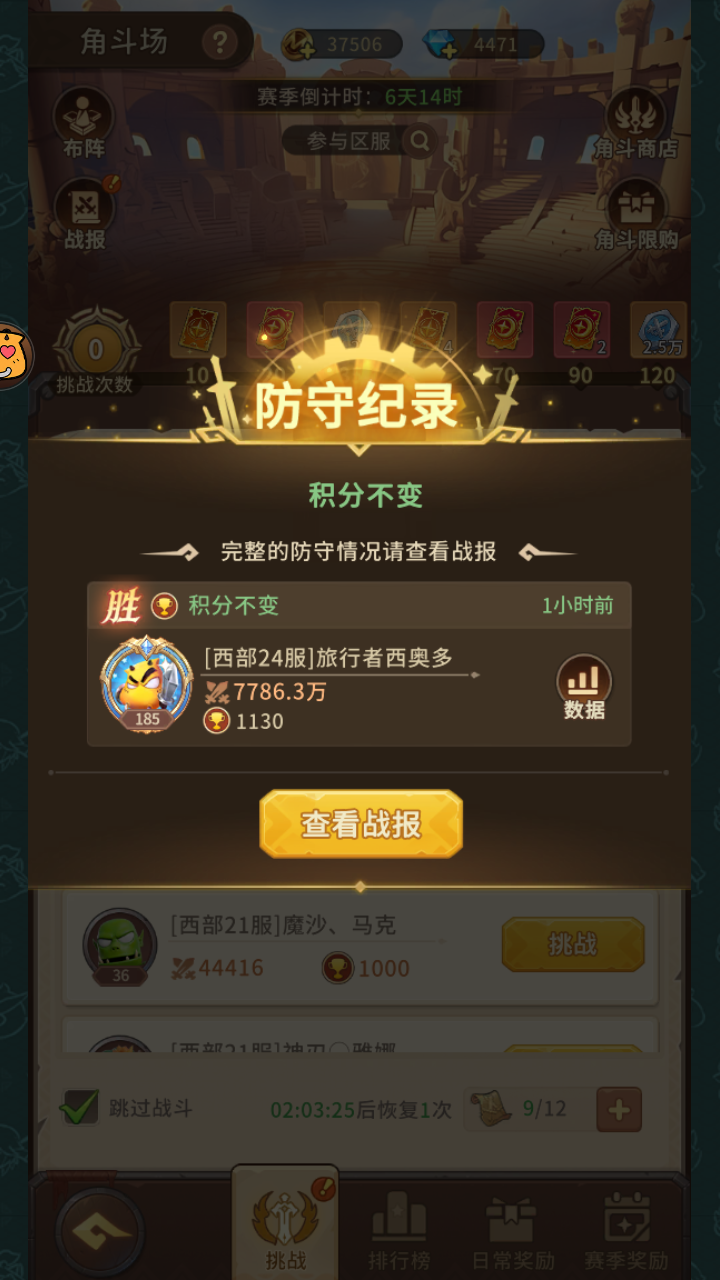 角斗场
?
37506
4471
赛季倒计时：6天14时
参与区服
布阵
角斗商店
战报
角斗限购
0
挑战次数
4
2
2.5万
10
70
90
120
防守纪录
积分不变
完整的防守情况请查看战报
胜
积分不变
1小时前
[西部24服]旅行者西奥多
7786.3万
185
1130
数据
查看战报
[西部21服]魔沙、马克
36
44416
1000
挑战
跳过战斗
02:03:25后恢复1次
9/12
挑战
排行榜
日常奖励
赛季奖励